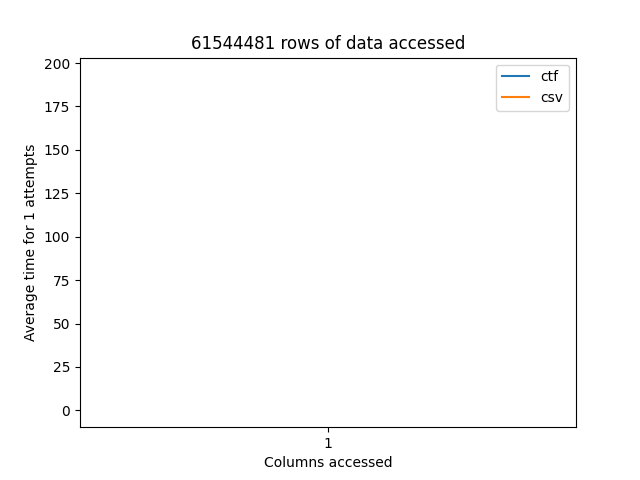 61544481 rows of data accessed
ctf
csv
200
175
150
125
100
75
50
25
0
Average time for 1 attempts
1
Columns accessed